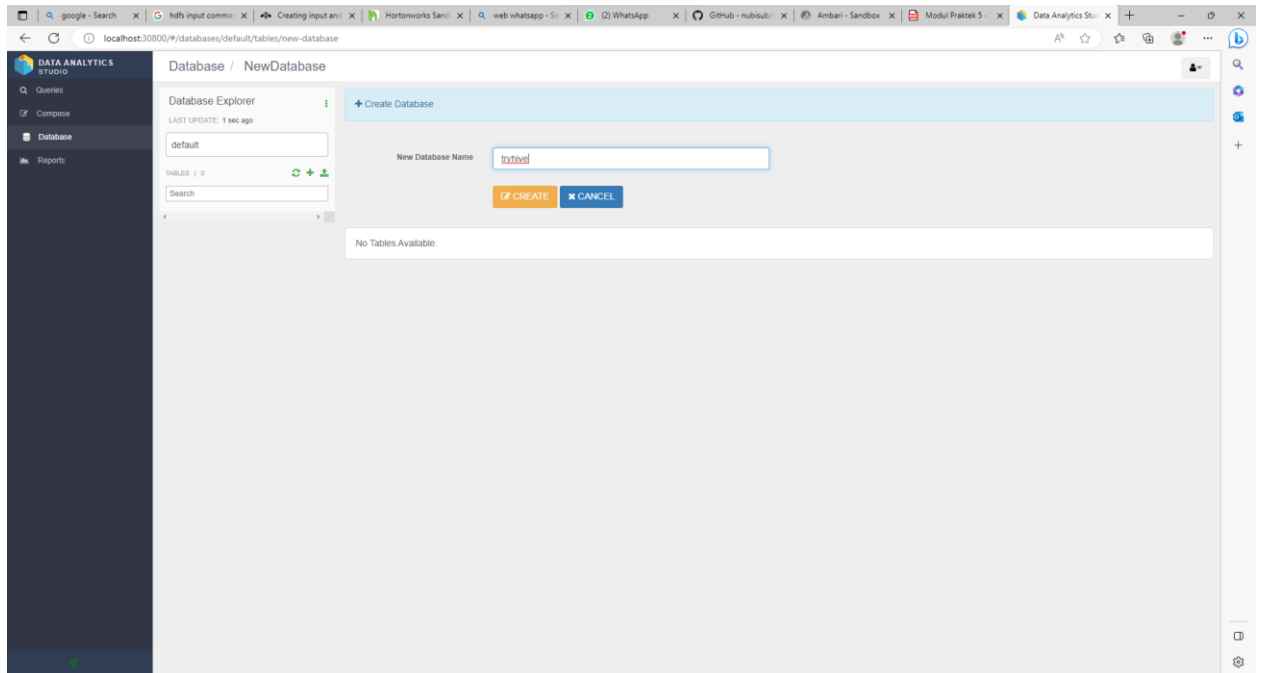 google - Search
hdfs input comma
Creating input and
Hortonworks Sand
web whatsapp - Se
(2) WhatsApp
GitHub - nubisub
Ambari - Sandbox
Modul Praktek 5 -
Data Analytics Stud
localhost:30800/#/databases/default/tables/new-database
DATA ANALYTICS
STUDIO
Queries
Compose
Database
Reports
Database / NewDatabase
Database Explorer
LAST UPDATE: 1 sec ago
default
TABLES | 0
Search
+ Create Database
New Database Name
tryhive
CREATE
CANCEL
No Tables Available.